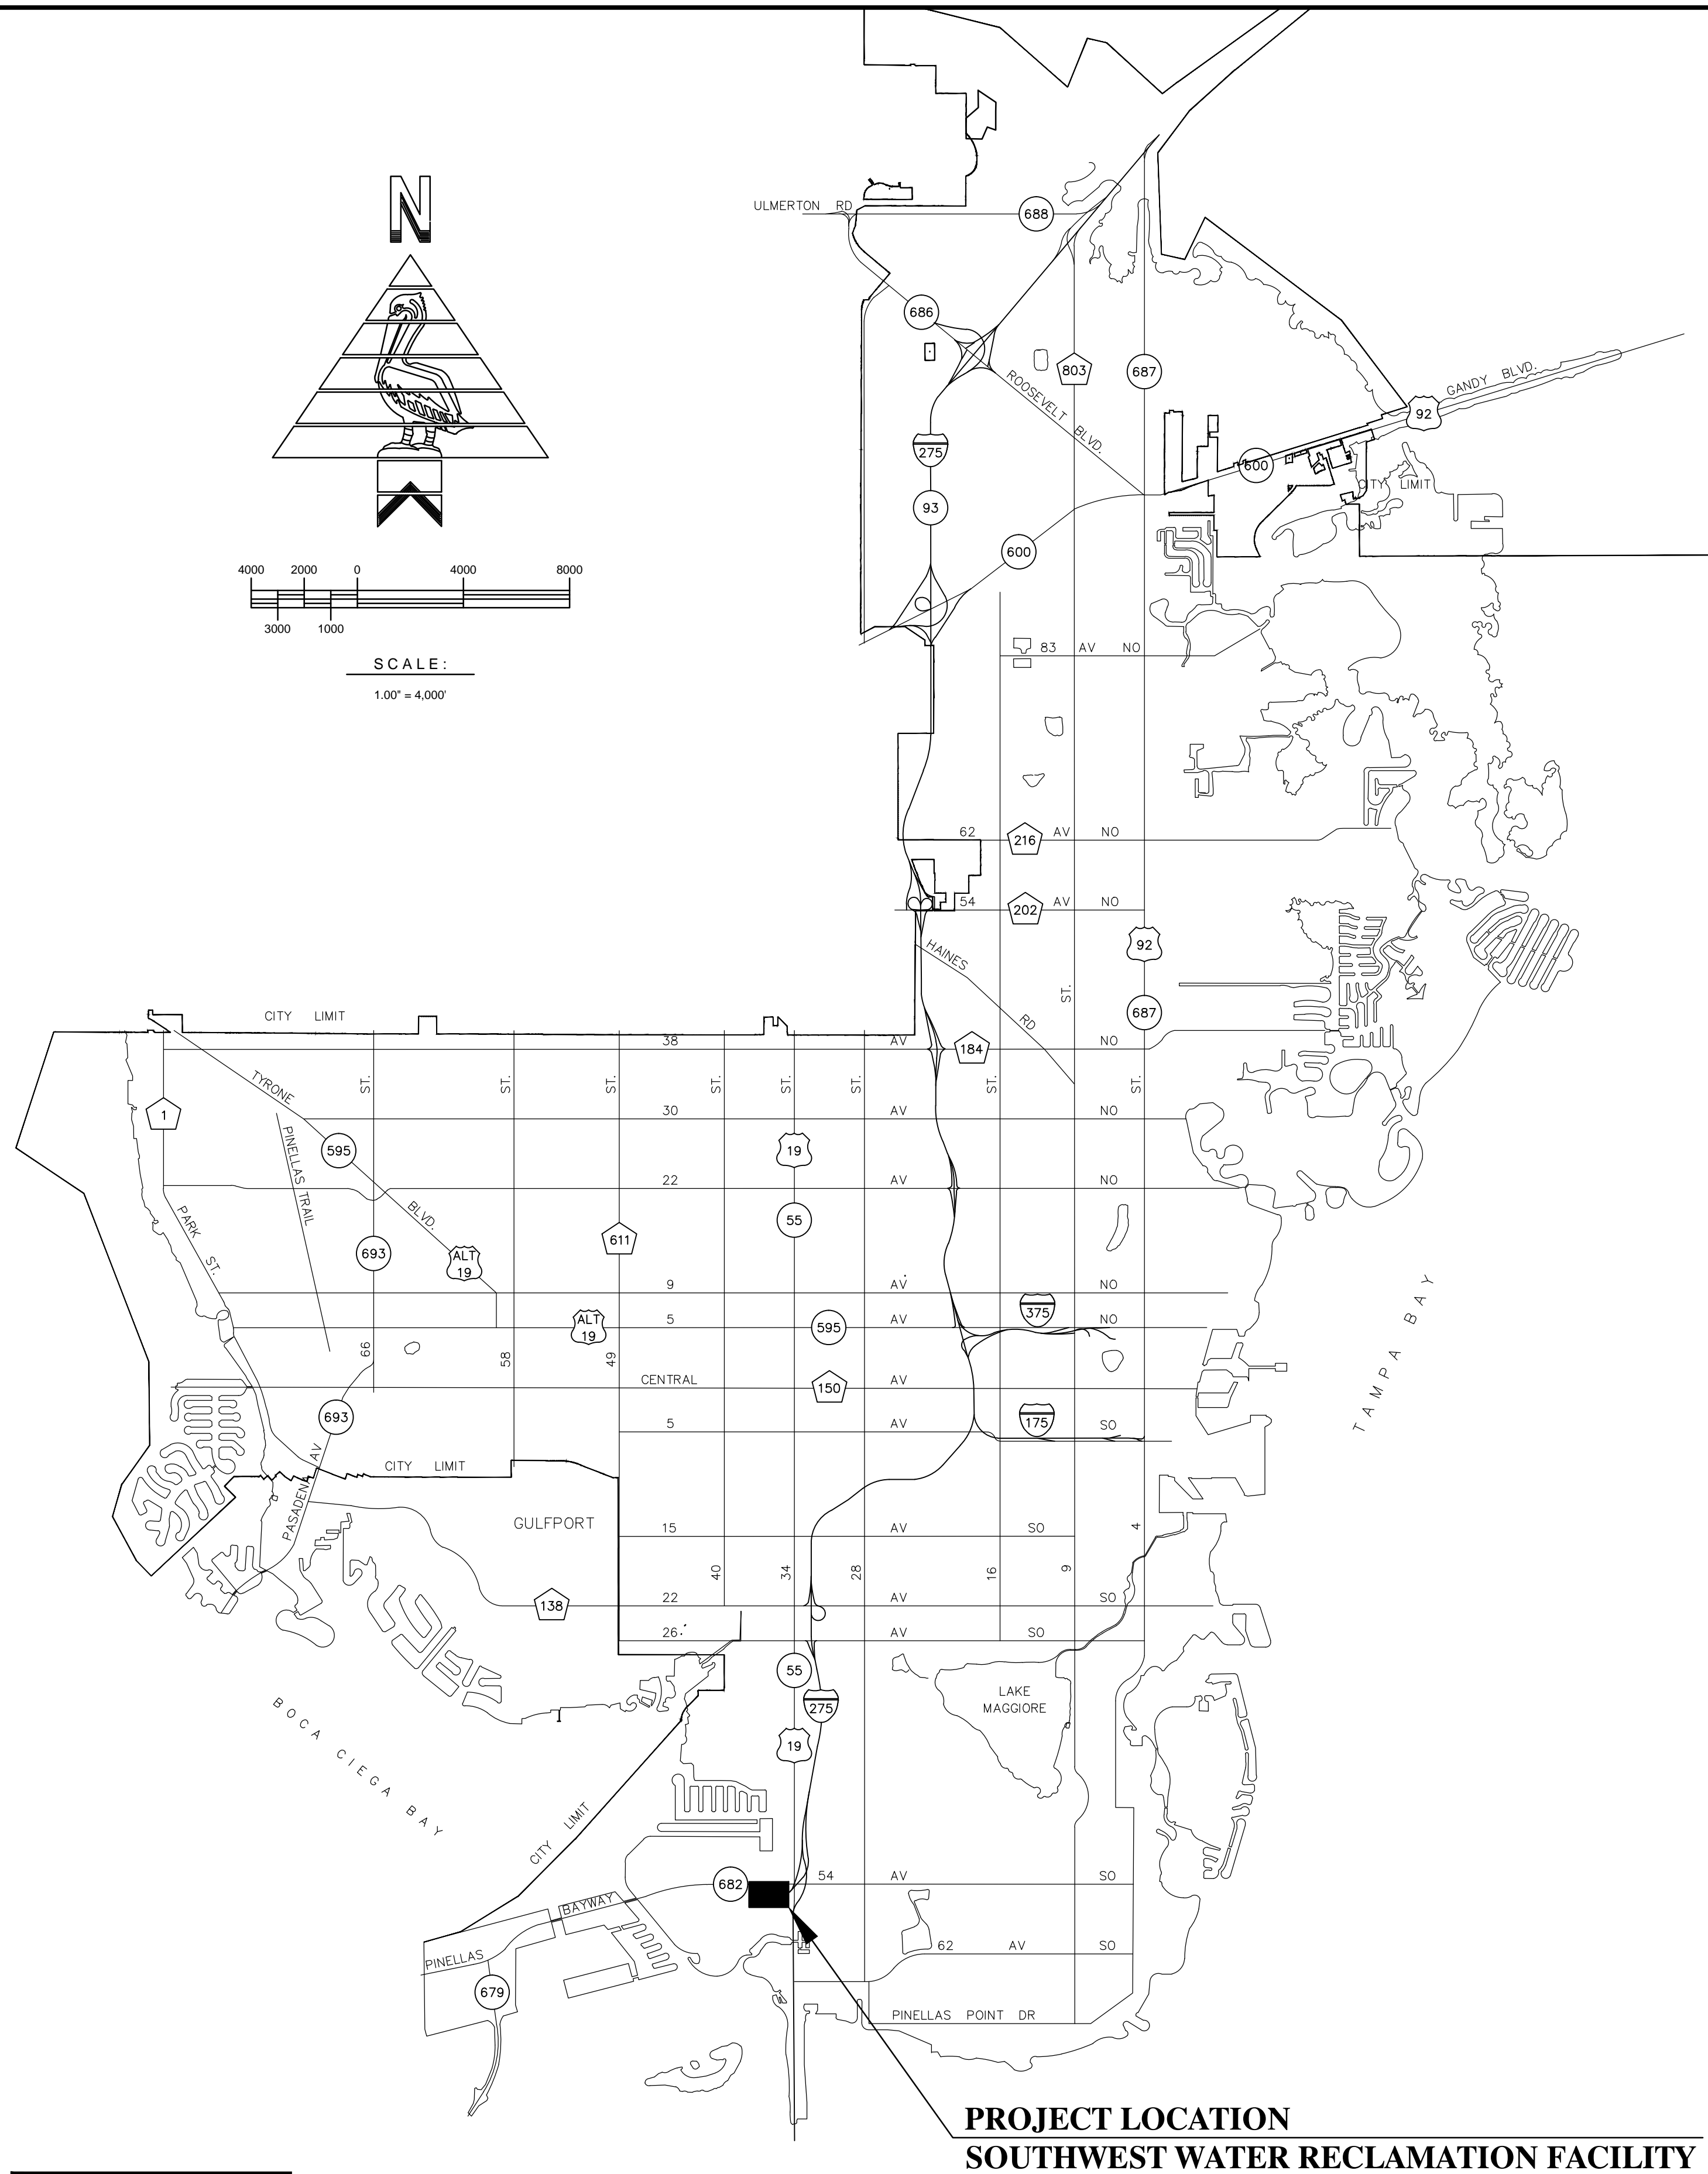 N
ULMERTON RD
688
686
803
687
ROOSEVELT BLVD.
GANDY BLVD.
92
275
600
CITY LIMIT
93
600
4000 2000 0 4000 8000
3000 1000
SCALE:
1.00" = 4,000'
83 AV NO
62 216 AV NO
54 202 AV NO
92
HAINES RD
ST.
687
CITY LIMIT
38 AV 184 NO
ST. ST. ST. ST. ST. ST. ST. ST.
TYRONE
1
30 AV NO
PINELLAS TRAIL
595
19
22 AV NO
PARK ST.
BLVD.
55
611
693
ALT 19
9 AV NO
375
ALT 19
5 595 AV NO
66
58
49
CENTRAL 150 AV
TAMPA BAY
693
5 AV 175 SO
CITY LIMIT
PASADENA AV
GULFPORT
15 AV SO
4
40
34
28
16
9
138
22 AV SO
26 AV SO
55
275
LAKE
MAGGIORE
19
BOCA CIEGA BAY
CITY LIMIT
682
54 AV SO
BAYWAY
PINELLAS
62 AV SO
679
PINELLAS POINT DR
PROJECT LOCATION
SOUTHWEST WATER RECLAMATION FACILITY